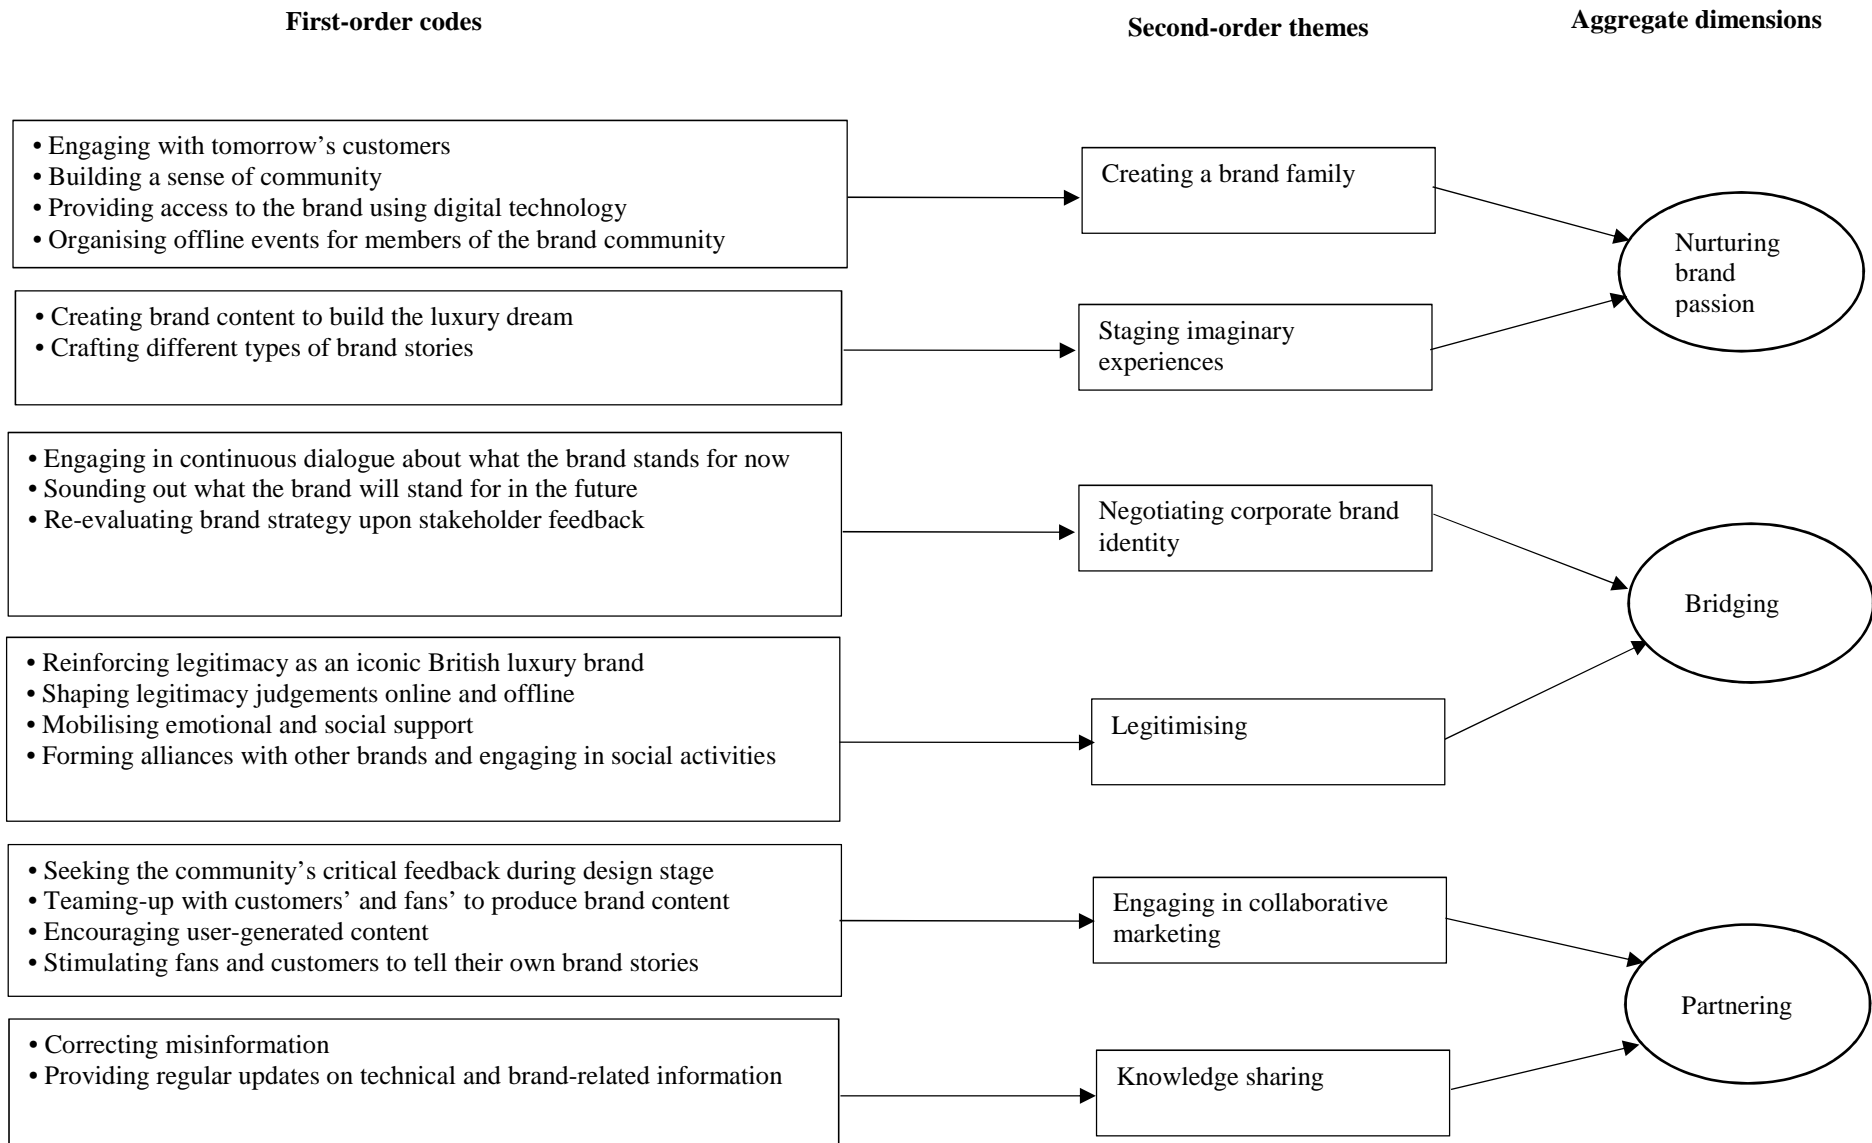 First-order codes
Second-order themes
Aggregate dimensions
• Engaging with tomorrow’s customers
• Building a sense of community
• Providing access to the brand using digital technology
• Organising offline events for members of the brand community
Creating a brand family
Nurturing
brand
passion
• Creating brand content to build the luxury dream
• Crafting different types of brand stories
Staging imaginary
experiences
• Engaging in continuous dialogue about what the brand stands for now
• Sounding out what the brand will stand for in the future
• Re-evaluating brand strategy upon stakeholder feedback
Negotiating corporate brand
identity
Bridging
• Reinforcing legitimacy as an iconic British luxury brand
• Shaping legitimacy judgements online and offline
• Mobilising emotional and social support
• Forming alliances with other brands and engaging in social activities
Legitimising
• Seeking the community’s critical feedback during design stage
• Teaming-up with customers’ and fans’ to produce brand content
• Encouraging user-generated content
• Stimulating fans and customers to tell their own brand stories
Engaging in collaborative
marketing
Partnering
• Correcting misinformation
• Providing regular updates on technical and brand-related information
Knowledge sharing